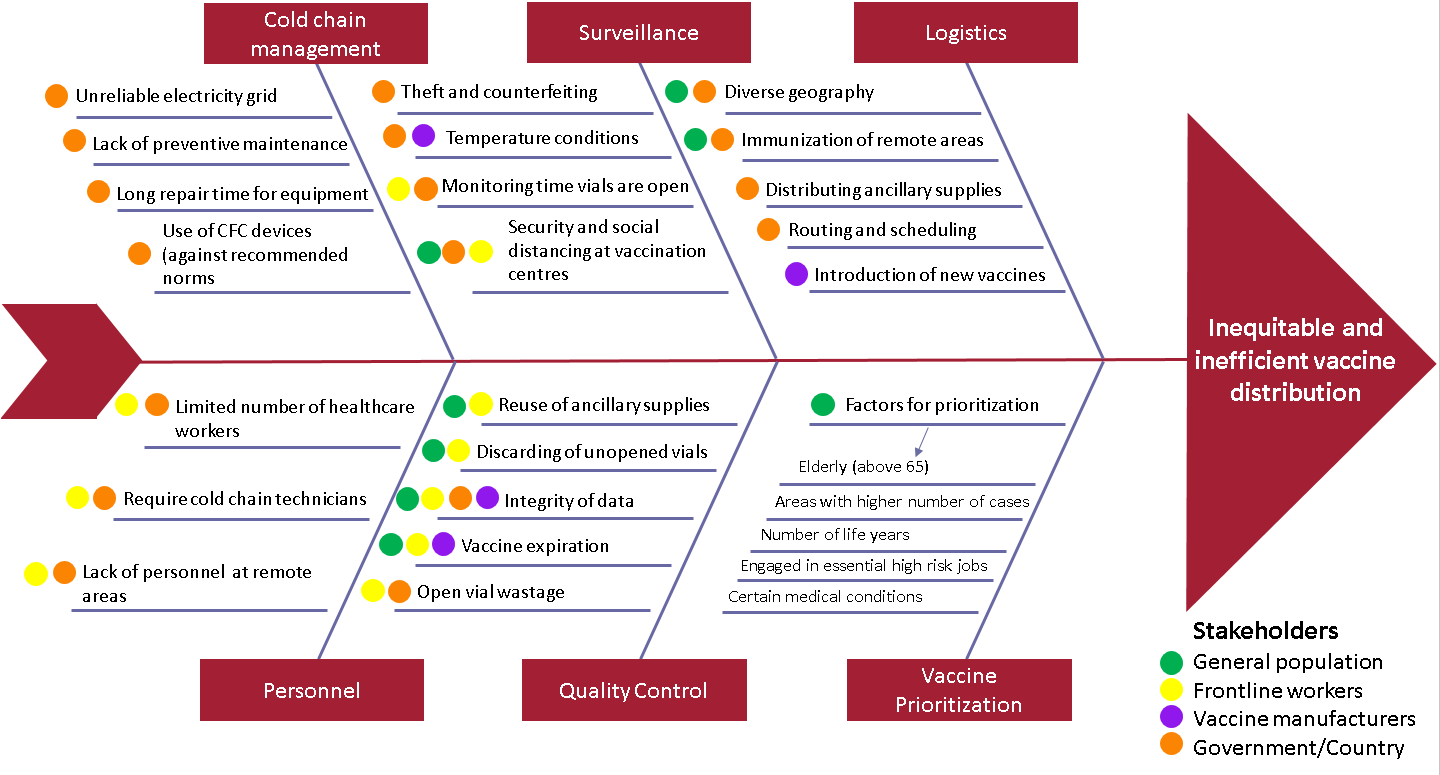 Cold chain
management
Surveillance
Logistics
Unreliable electricity grid
Lack of preventive maintenance
Long repair time for equipment
Use of CFC devices
(against recommended
norms
Theft and counterfeiting
Temperature conditions
Monitoring time vials are open
Security and social
distancing at vaccination
centres
Diverse geography
Immunization of remote areas
Distributing ancillary supplies
Routing and scheduling
Introduction of new vaccines
Inequitable and
inefficient vaccine
distribution
Limited number of healthcare
workers
Require cold chain technicians
Lack of personnel at remote
areas
Reuse of ancillary supplies
Discarding of unopened vials
Integrity of data
Vaccine expiration
Open vial wastage
Factors for prioritization
Elderly (above 65)
Areas with higher number of cases
Number of life years
Engaged in essential high risk jobs
Certain medical conditions
Personnel
Quality Control
Vaccine
Prioritization
Stakeholders
General population
Frontline workers
Vaccine manufacturers
Government/Country